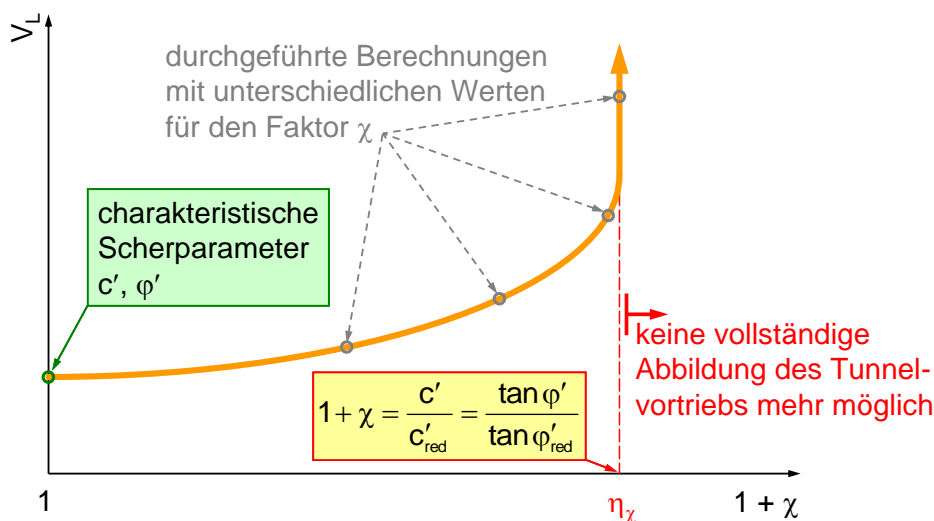 V_L
durchgeführte Berechnungen
mit unterschiedlichen Werten
für den Faktor χ
charakteristische
Scherparameter
c′, φ′
keine vollständige
Abbildung des Tunnel-
vortriebs mehr möglich
1 + χ = c′ / c′_red = tan φ′ / tan φ′_red
1
η_χ
1 + χ